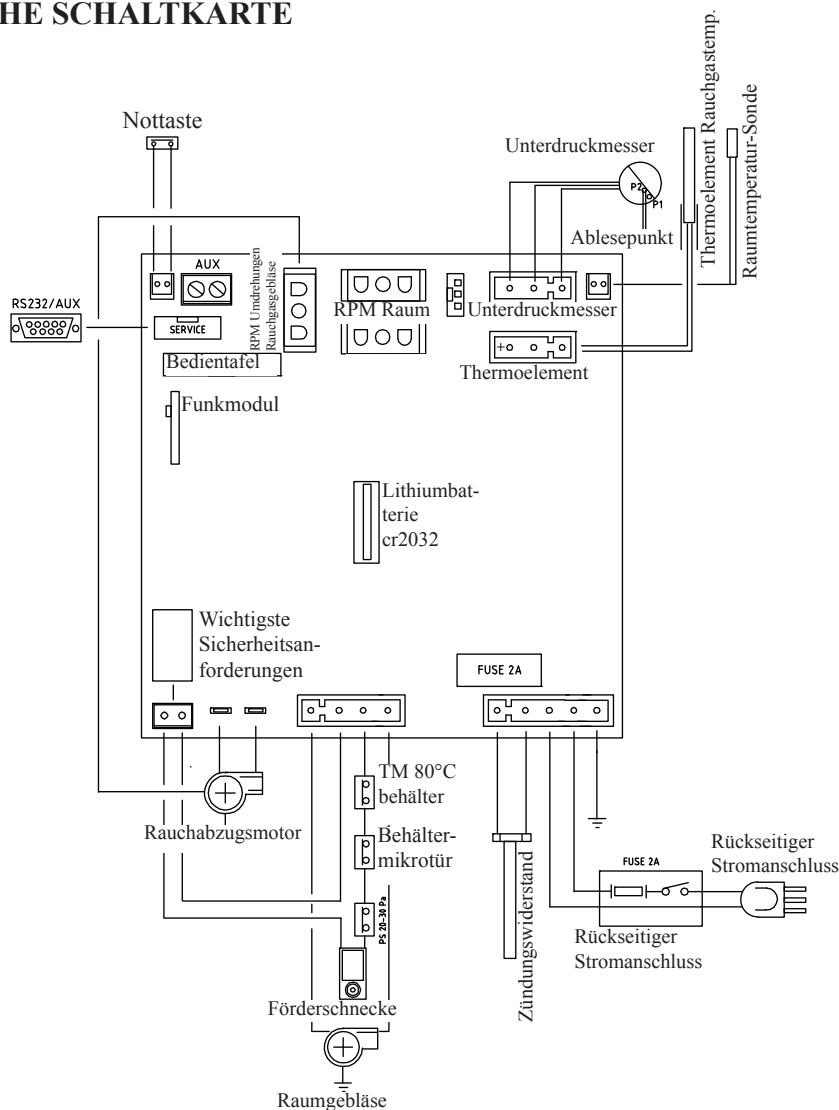 HE SCHALTKARTE
Nottaste
Unterdruckmesser
Thermoelement Rauchgastemp.
Raumtemperatur-Sonde
P2
P1
Ablesepunkt
AUX
RS232/AUX
SERVICE
RPM Umdrehungen
Rauchgasgebläse
RPM Raum
Unterdruckmesser
Bedientafel
+
Thermoelement
Funkmodul
Lithiumbat-
terie
cr2032
Wichtigste
Sicherheitsan-
forderungen
FUSE 2A
TM 80°C
behälter
Rauchabzugsmotor
Behälter-
mikrotür
PS 20-30 Pa
Zündungswiderstand
FUSE 2A
Rückseitiger
Stromanschluss
Rückseitiger
Stromanschluss
Förderschnecke
Raumgebläse